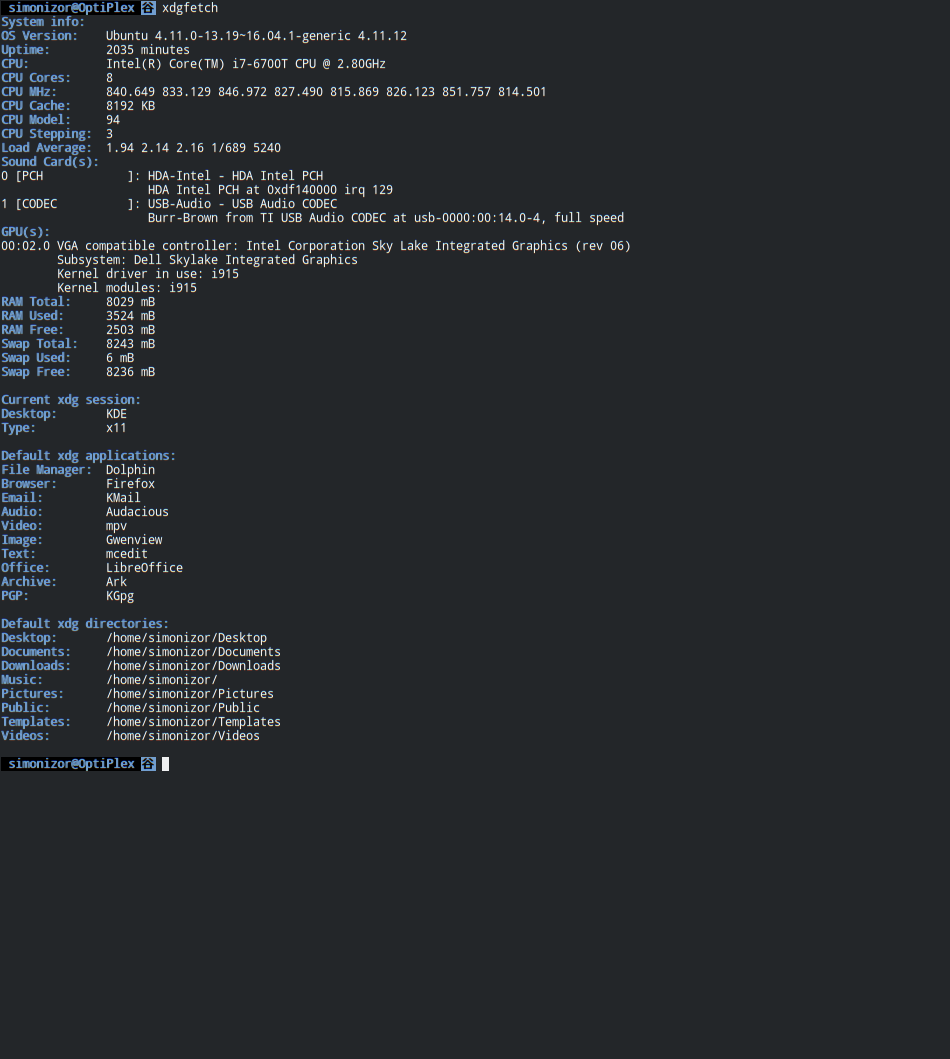 simonizor@OptiPlex 谷 xdgfetch
System info:
OS Version: Ubuntu 4.11.0-13.19~16.04.1-generic 4.11.12
Uptime: 2035 minutes
CPU: Intel(R) Core(TM) i7-6700T CPU @ 2.80GHz
CPU Cores: 8
CPU MHz: 840.649 833.129 846.972 827.490 815.869 826.123 851.757 814.501
CPU Cache: 8192 KB
CPU Model: 94
CPU Stepping: 3
Load Average: 1.94 2.14 2.16 1/689 5240
Sound Card(s):
0 [PCH ]: HDA-Intel - HDA Intel PCH
HDA Intel PCH at 0xdf140000 irq 129
1 [CODEC ]: USB-Audio - USB Audio CODEC
Burr-Brown from TI USB Audio CODEC at usb-0000:00:14.0-4, full speed
GPU(s):
00:02.0 VGA compatible controller: Intel Corporation Sky Lake Integrated Graphics (rev 06)
Subsystem: Dell Skylake Integrated Graphics
Kernel driver in use: i915
Kernel modules: i915
RAM Total: 8029 mB
RAM Used: 3524 mB
RAM Free: 2503 mB
Swap Total: 8243 mB
Swap Used: 6 mB
Swap Free: 8236 mB
Current xdg session:
Desktop: KDE
Type: x11
Default xdg applications:
File Manager: Dolphin
Browser: Firefox
Email: KMail
Audio: Audacious
Video: mpv
Image: Gwenview
Text: mcedit
Office: LibreOffice
Archive: Ark
PGP: KGpg
Default xdg directories:
Desktop: /home/simonizor/Desktop
Documents: /home/simonizor/Documents
Downloads: /home/simonizor/Downloads
Music: /home/simonizor/
Pictures: /home/simonizor/Pictures
Public: /home/simonizor/Public
Templates: /home/simonizor/Templates
Videos: /home/simonizor/Videos
simonizor@OptiPlex 谷